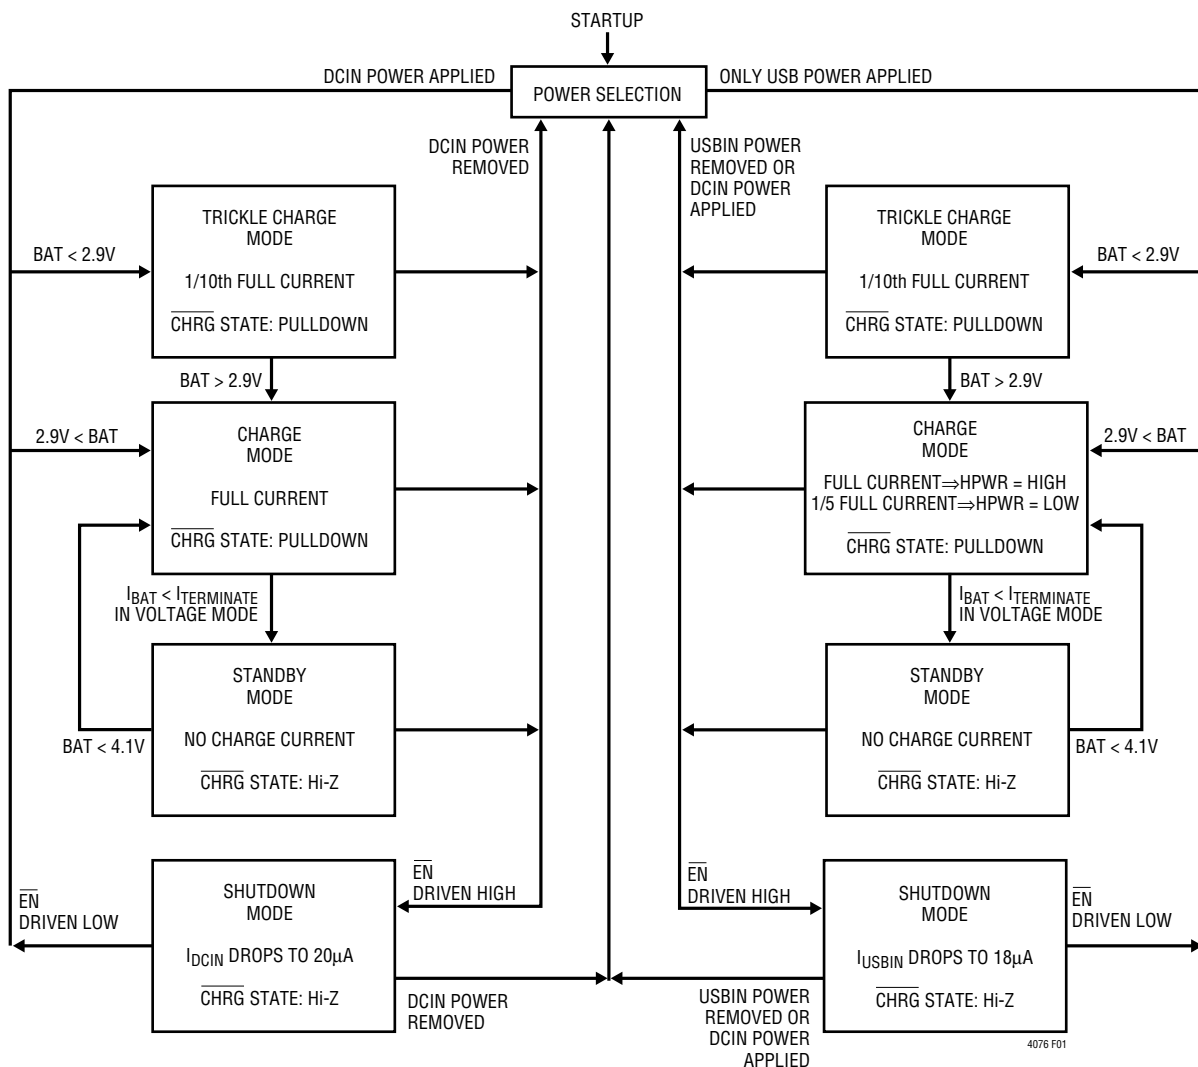 STARTUP
DCIN POWER APPLIED
POWER SELECTION
ONLY USB POWER APPLIED
DCIN POWER
REMOVED
USBIN POWER
REMOVED OR
DCIN POWER
APPLIED
BAT < 2.9V
TRICKLE CHARGE
MODE
1/10th FULL CURRENT
CHRG STATE: PULLDOWN
TRICKLE CHARGE
MODE
1/10th FULL CURRENT
CHRG STATE: PULLDOWN
BAT < 2.9V
BAT > 2.9V
BAT > 2.9V
2.9V < BAT
CHARGE
MODE
FULL CURRENT
CHRG STATE: PULLDOWN
CHARGE
MODE
FULL CURRENT⇒HPWR = HIGH
1/5 FULL CURRENT⇒HPWR = LOW
CHRG STATE: PULLDOWN
2.9V < BAT
IBAT < ITERMINATE
IN VOLTAGE MODE
IBAT < ITERMINATE
IN VOLTAGE MODE
BAT < 4.1V
STANDBY
MODE
NO CHARGE CURRENT
CHRG STATE: Hi-Z
STANDBY
MODE
NO CHARGE CURRENT
CHRG STATE: Hi-Z
BAT < 4.1V
EN
DRIVEN LOW
SHUTDOWN
MODE
IDCIN DROPS TO 20μA
CHRG STATE: Hi-Z
EN
DRIVEN HIGH
DCIN POWER
REMOVED
EN
DRIVEN HIGH
USBIN POWER
REMOVED OR
DCIN POWER
APPLIED
SHUTDOWN
MODE
IUSBIN DROPS TO 18μA
CHRG STATE: Hi-Z
EN
DRIVEN LOW
4076 F01